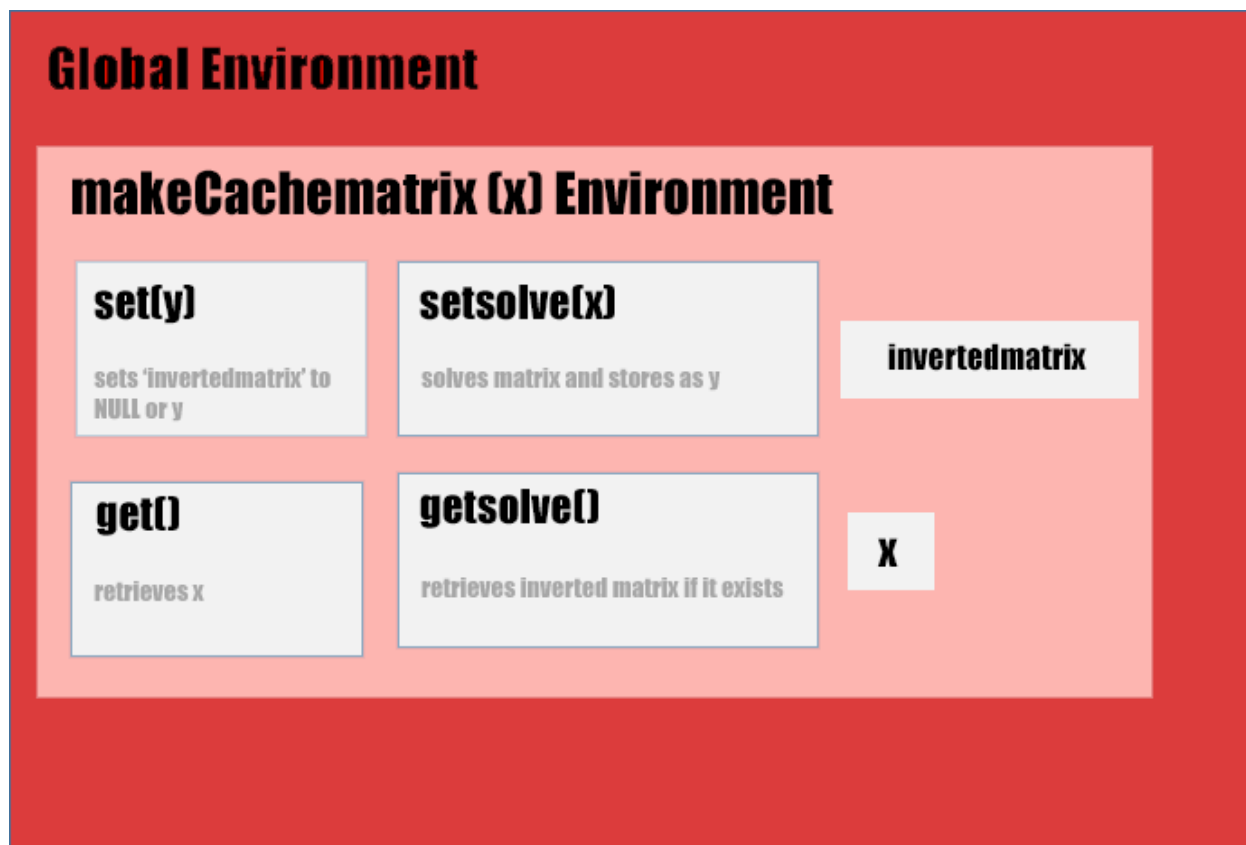 Global Environment
makeCachematrix (x) Environment
set(y)
sets ‘invertedmatrix’ to
NULL or y
setsolve(x)
solves matrix and stores as y
invertedmatrix
get()
retrieves x
getsolve()
retrieves inverted matrix if it exists
x